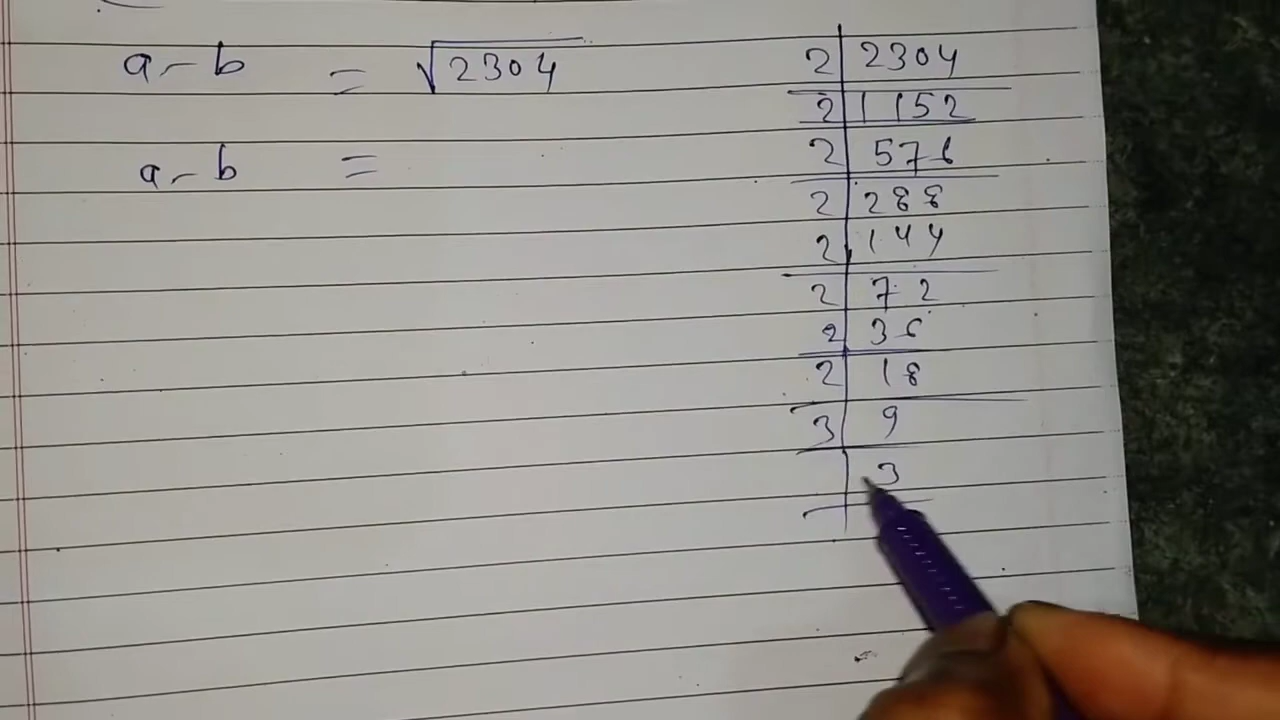 a - b = √2304
a - b =
2 | 2304
2 | 1152
2 | 576
2 | 288
2 | 144
2 | 72
2 | 36
2 | 18
3 | 9
| 3